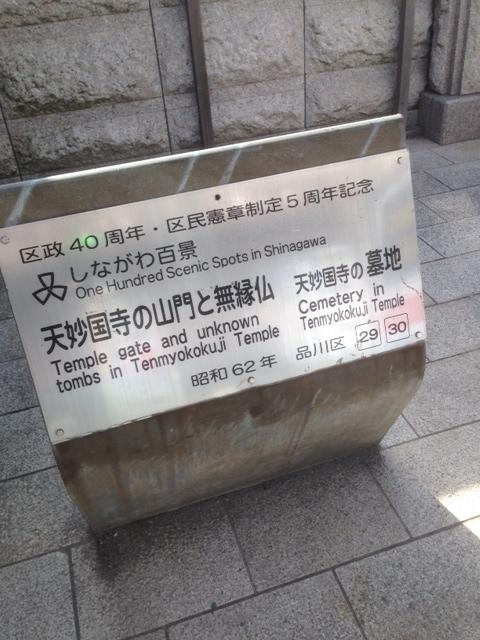 区政40周年・区民憲章制定5周年記念
しながわ百景
One Hundred Scenic Spots in Shinagawa
天妙国寺の山門と無縁仏
Temple gate and unknown
tombs in Tenmyokokuji Temple
天妙国寺の墓地
Cemetery in
Tenmyokokuji Temple
昭和62年 品川区 29 30